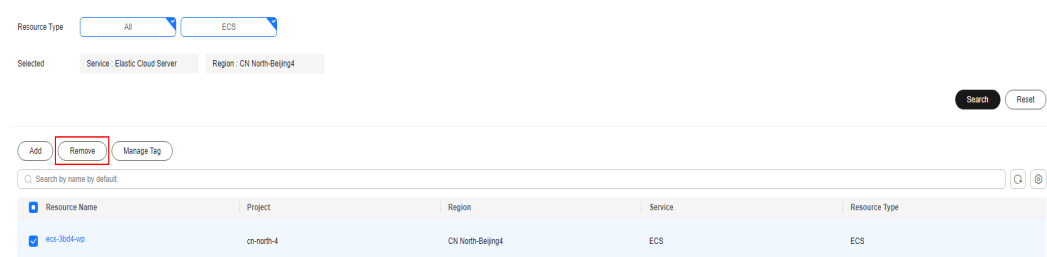 Resource Type All ECS
Selected Service : Elastic Cloud Server Region : CN North-Beijing4
Search Reset
Add Remove Manage Tag
Search by name by default.
Resource Name Project Region Service Resource Type
ecs-3bd4-wp cn-north-4 CN North-Beijing4 ECS ECS